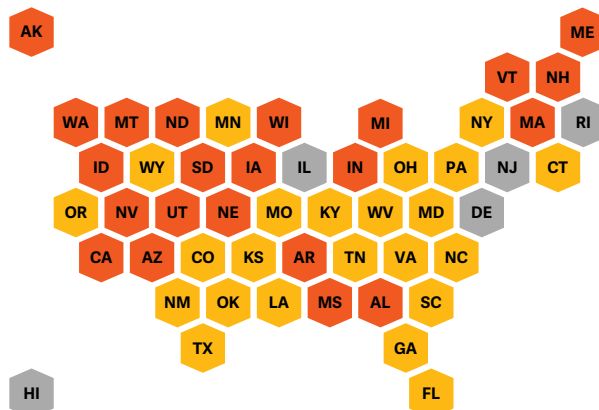 AK ME
VT NH
WA MT ND MN WI MI NY MA RI
ID WY SD IA IL IN OH PA NJ CT
OR NV UT NE MO KY WV MD DE
CA AZ CO KS AR TN VA NC
NM OK LA MS AL SC
TX GA
HI FL